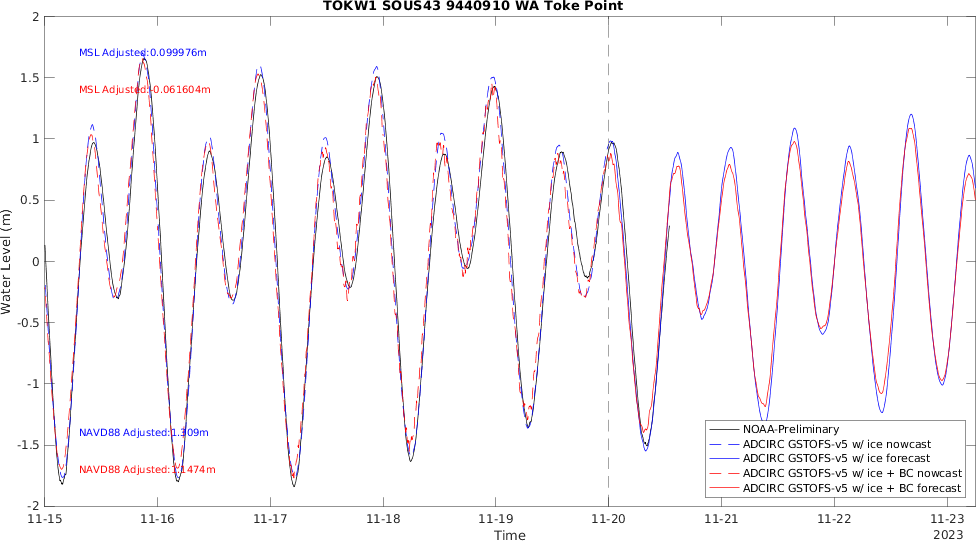 TOKW1 SOUS43 9440910 WA Toke Point
MSL Adjusted:0.099976m
MSL Adjusted:-0.061604m
NAVD88 Adjusted:1.309m
NAVD88 Adjusted:1.1474m
Water Level (m)
2
1.5
1
0.5
0
-0.5
-1
-1.5
-2
NOAA-Preliminary
ADCIRC GSTOFS-v5 w/ ice nowcast
ADCIRC GSTOFS-v5 w/ ice forecast
ADCIRC GSTOFS-v5 w/ ice + BC nowcast
ADCIRC GSTOFS-v5 w/ ice + BC forecast
11-15 11-16 11-17 11-18 11-19 11-20 11-21 11-22 11-23
Time
2023